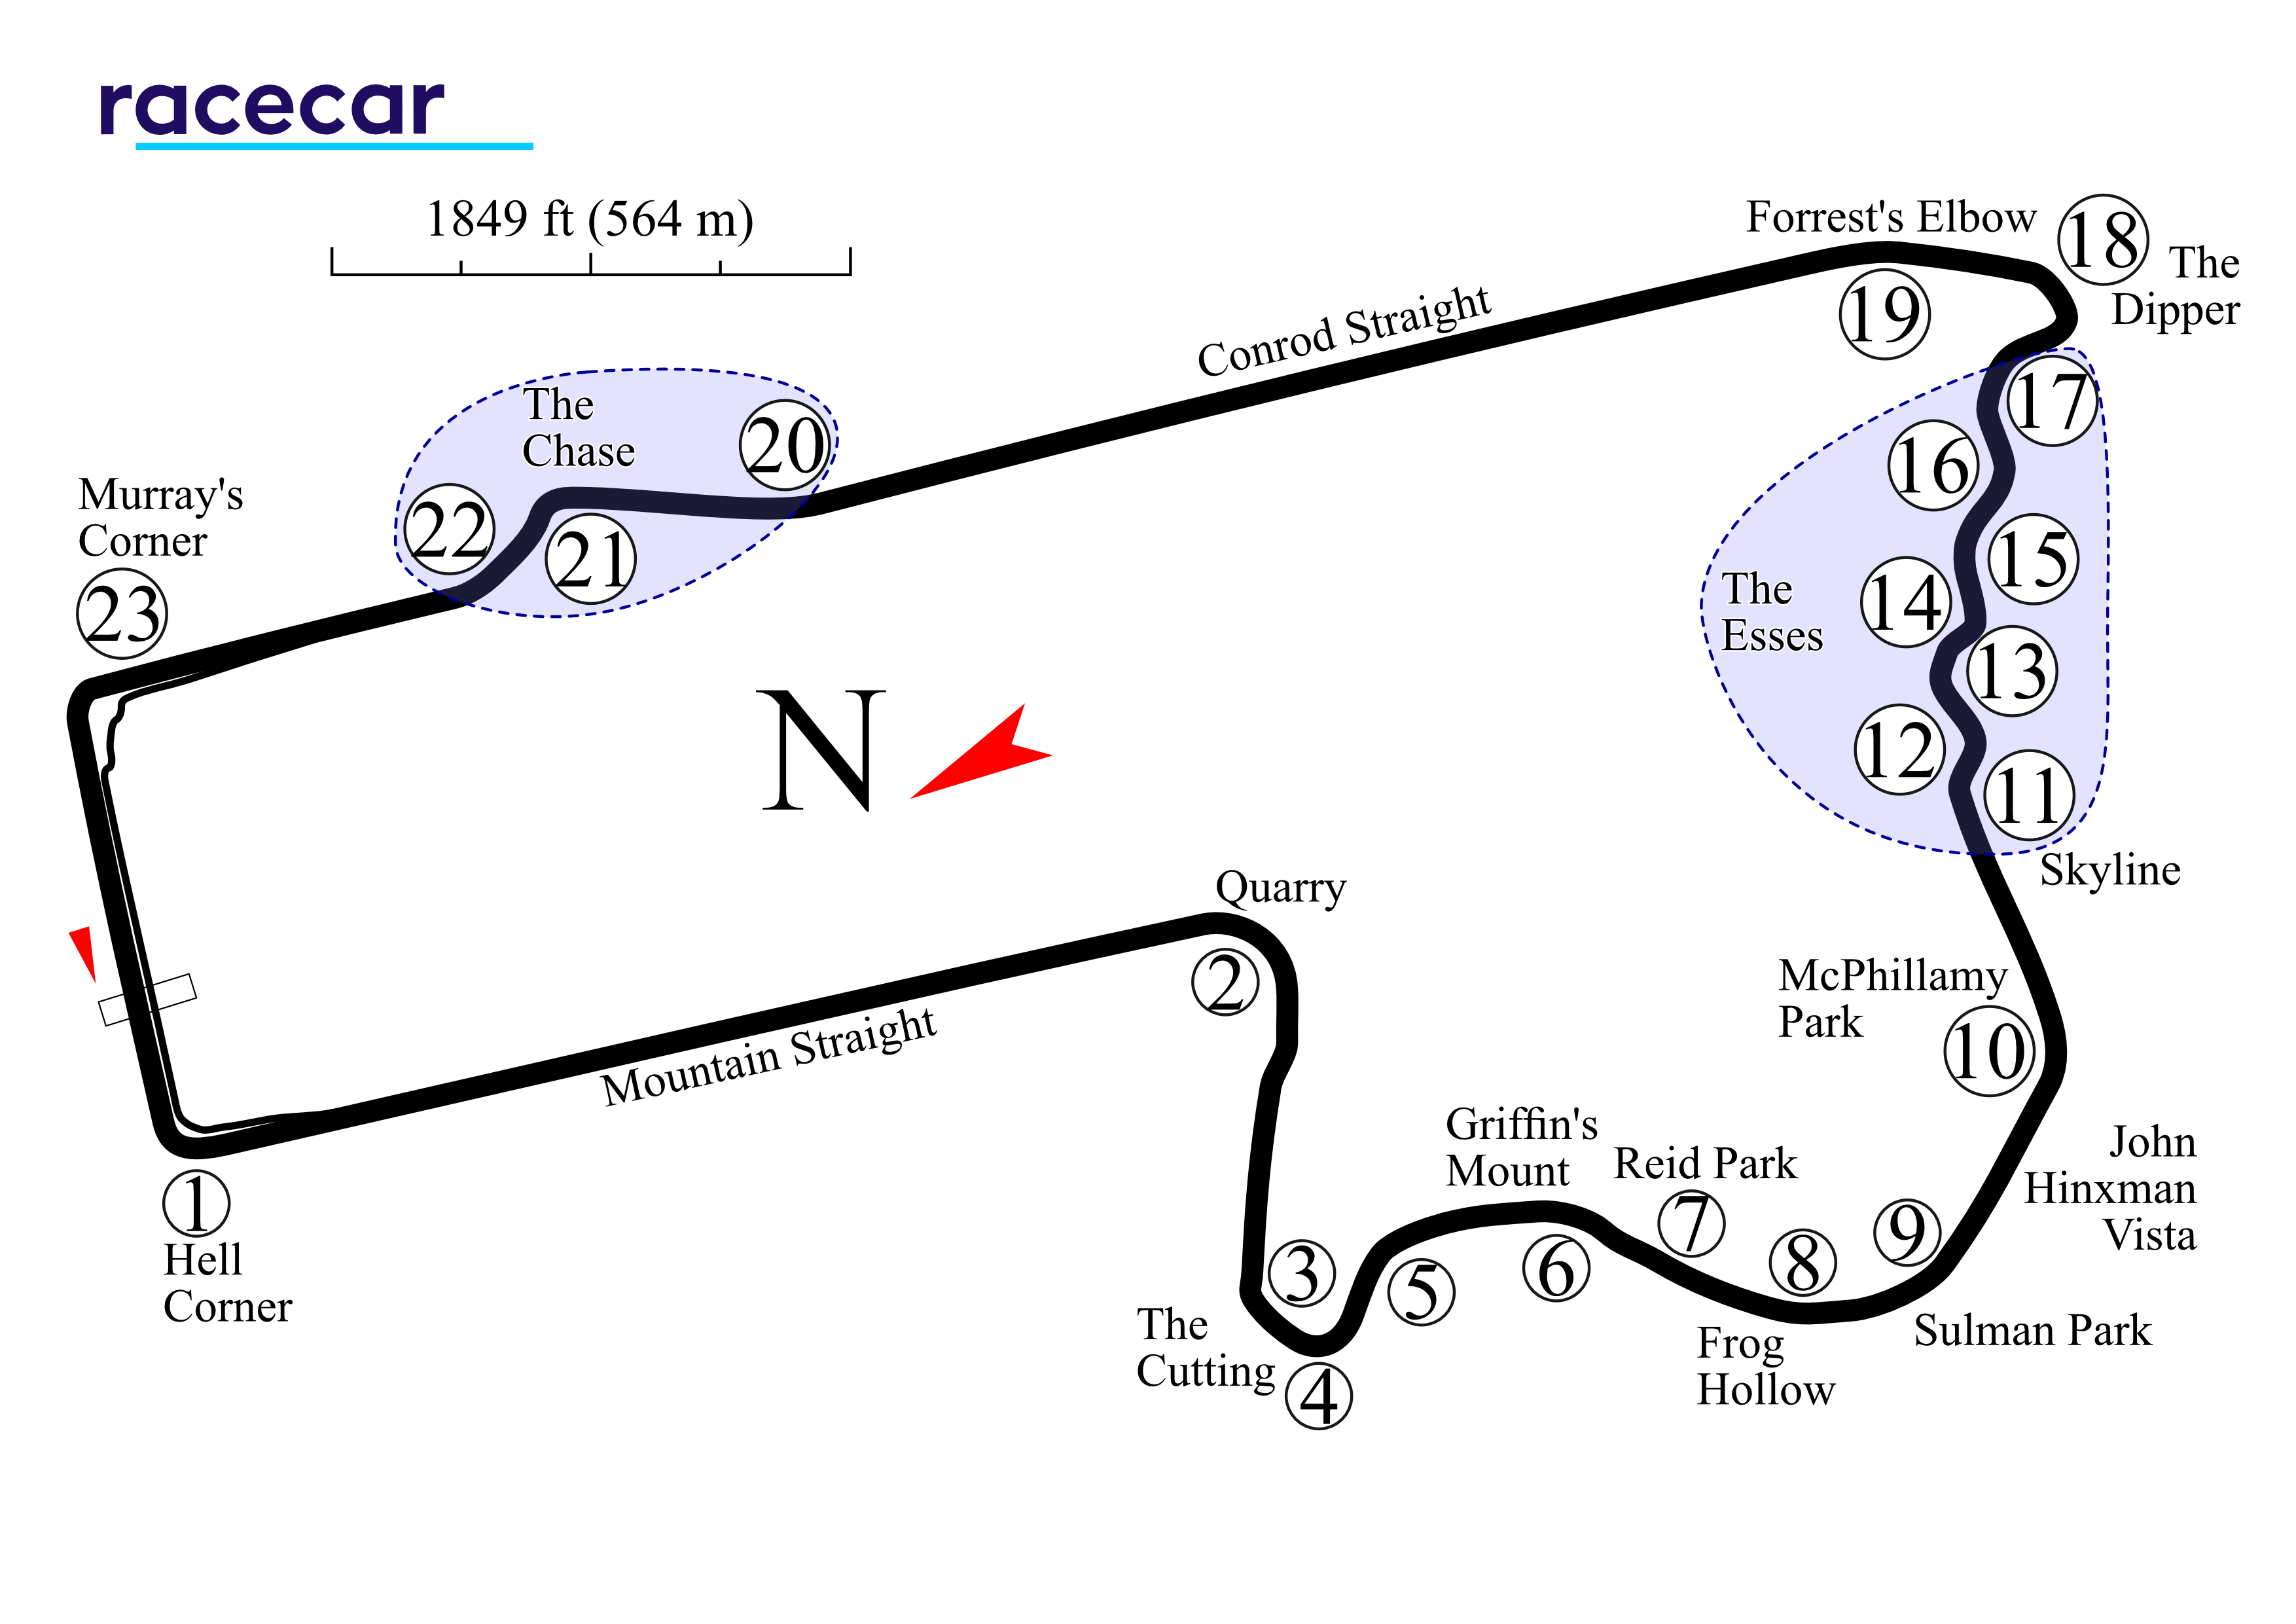 racecar
1849 ft (564 m)
Forrest's Elbow
18
The
Dipper
19
Conrod Straight
The
Chase
20
17
16
Murray's
Corner
22
21
15
23
14
The
Esses
13
N
12
11
Skyline
Quarry
2
McPhillamy
Park
10
Mountain Straight
Griffin's
Mount
Reid Park
John
Hinxman
Vista
1
Hell
Corner
7
9
3
5
6
8
The
Cutting
4
Frog
Hollow
Sulman Park